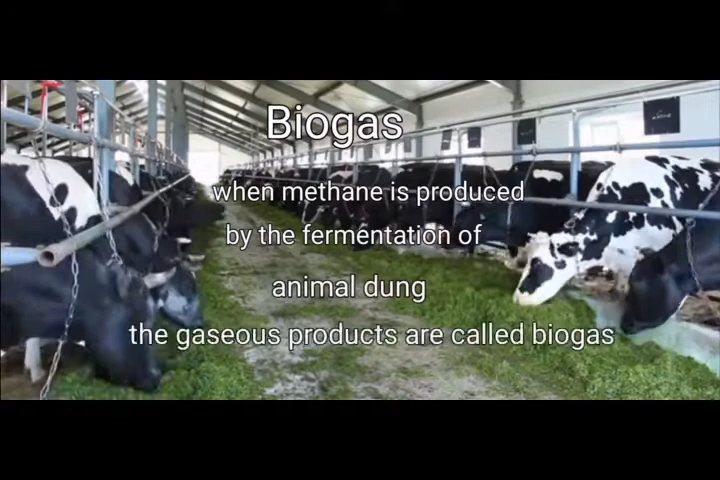 Biogas
when methane is produced
by the fermentation of
animal dung
the gaseous products are called biogas